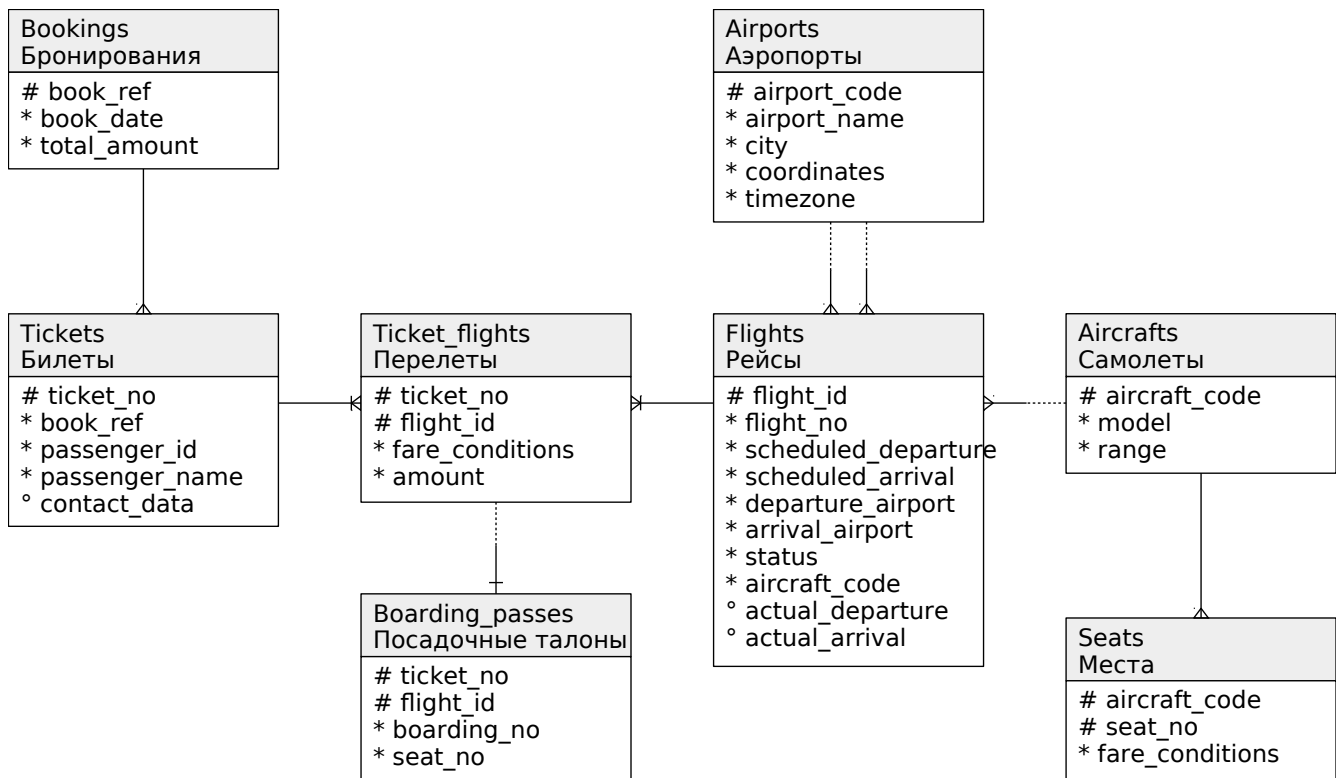 Bookings
Бронирования
# book_ref
* book_date
* total_amount
Airports
Аэропорты
# airport_code
* airport_name
* city
* coordinates
* timezone
Tickets
Билеты
# ticket_no
* book_ref
* passenger_id
* passenger_name
° contact_data
Ticket_flights
Перелеты
# ticket_no
# flight_id
* fare_conditions
* amount
Flights
Рейсы
# flight_id
* flight_no
* scheduled_departure
* scheduled_arrival
* departure_airport
* arrival_airport
* status
* aircraft_code
° actual_departure
° actual_arrival
Aircrafts
Самолеты
# aircraft_code
* model
* range
Boarding_passes
Посадочные талоны
# ticket_no
# flight_id
* boarding_no
* seat_no
Seats
Места
# aircraft_code
# seat_no
* fare_conditions